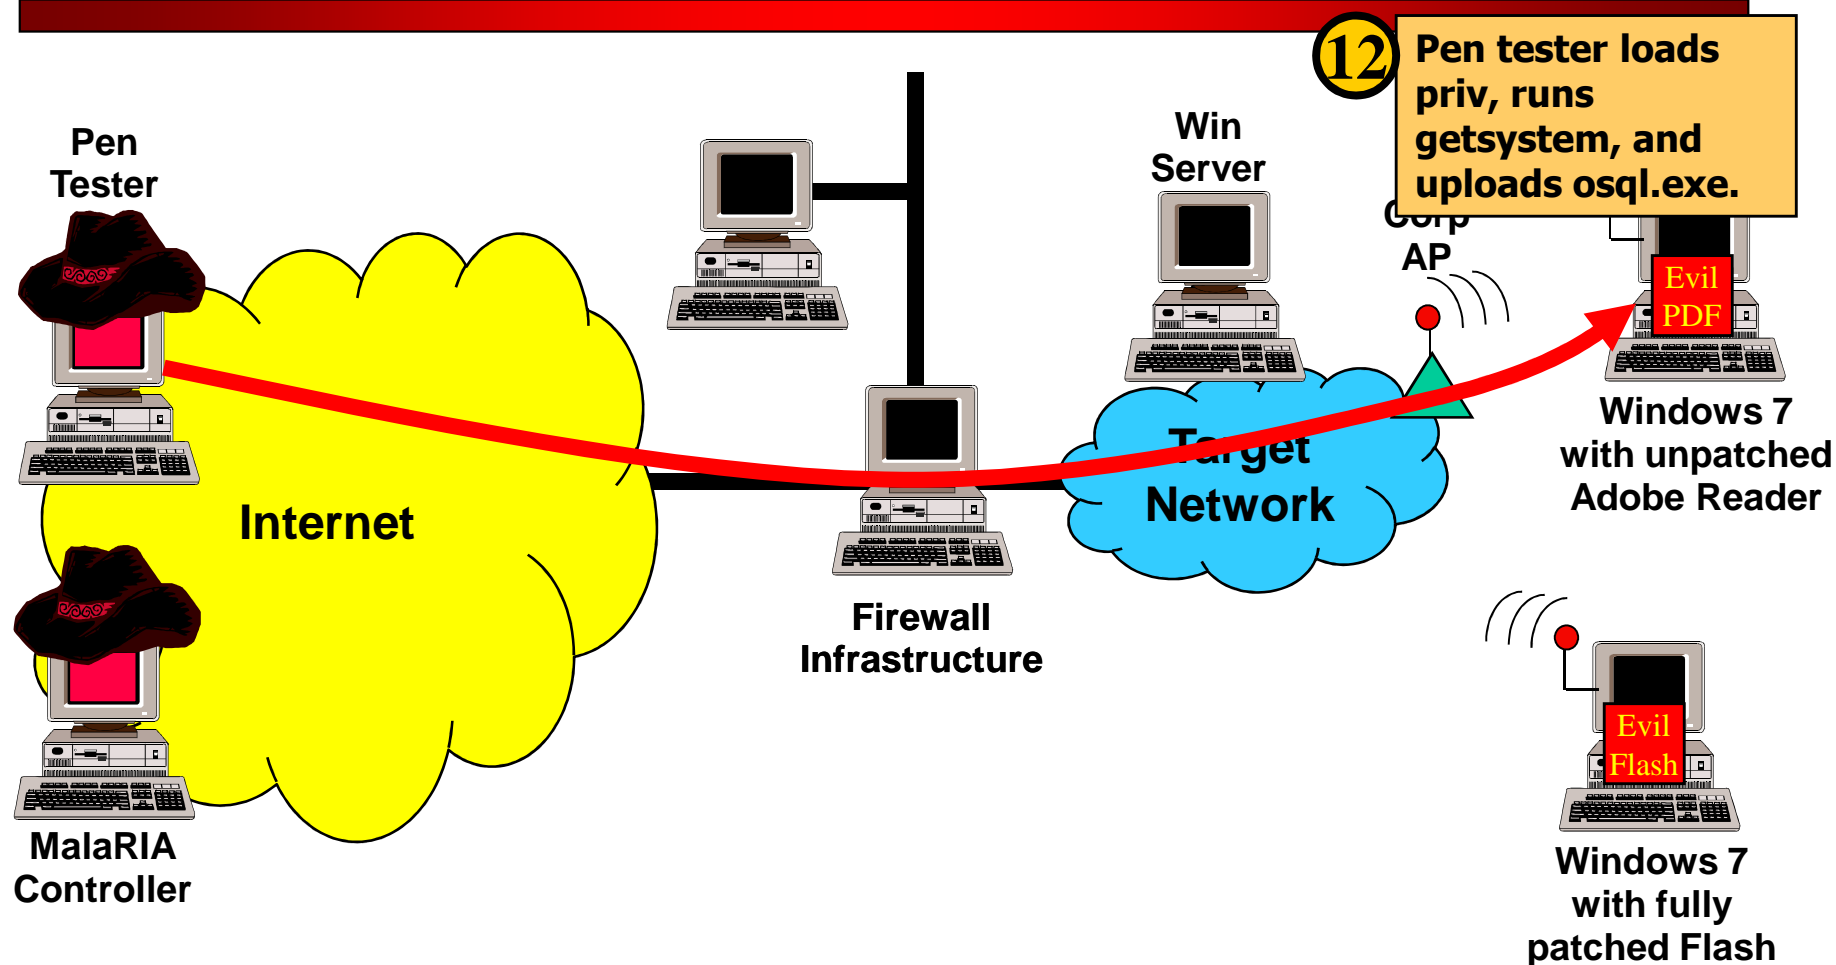 12
Pen tester loads
priv, runs
getsystem, and
uploads osql.exe.
Pen
Tester
Win
Server
Corp
AP
Evil
PDF
Windows 7
with unpatched
Adobe Reader
Internet
Target
Network
Firewall
Infrastructure
MalaRIA
Controller
Evil
Flash
Windows 7
with fully
patched Flash